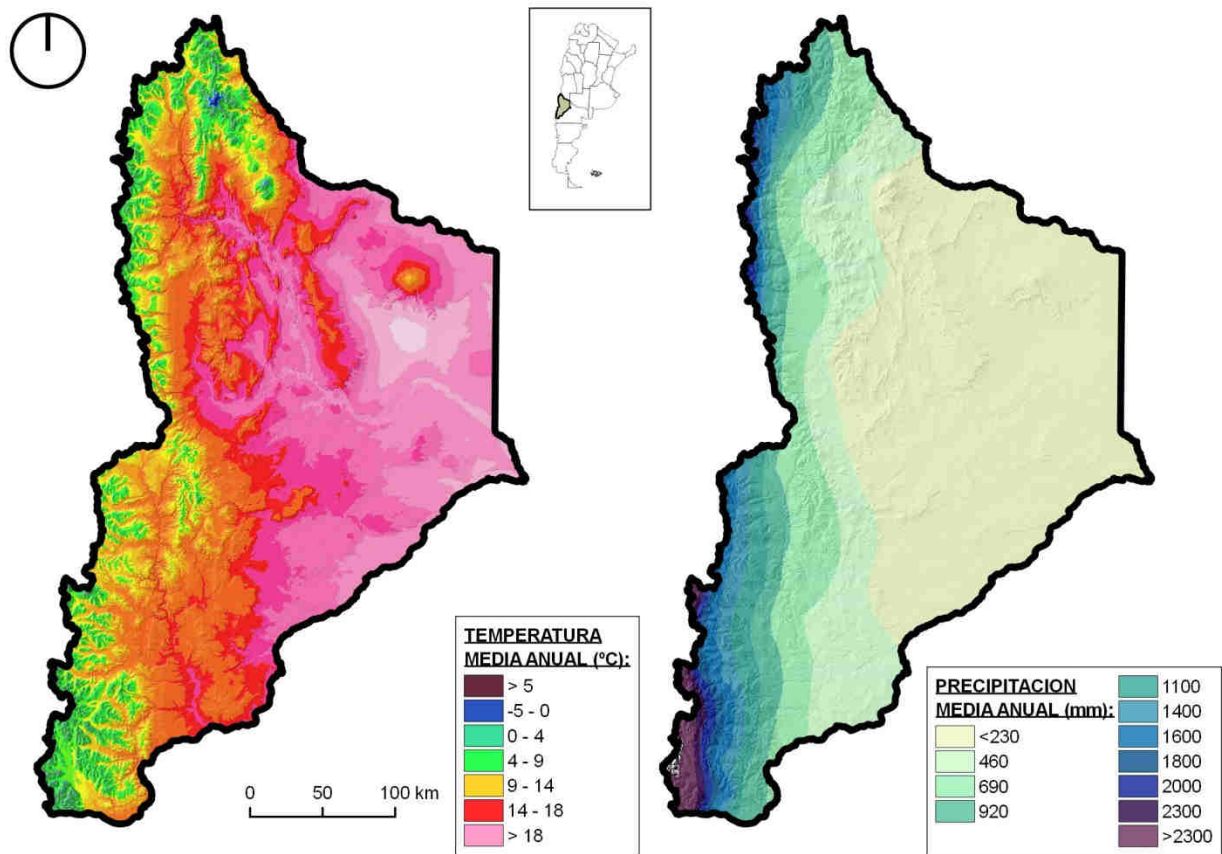 TEMPERATURA
MEDIA ANUAL (ºC):
> 5
-5 - 0
0 - 4
4 - 9
9 - 14
14 - 18
> 18
0 50 100 km
PRECIPITACION
MEDIA ANUAL (mm):
<230
460
690
920
1100
1400
1600
1800
2000
2300
>2300